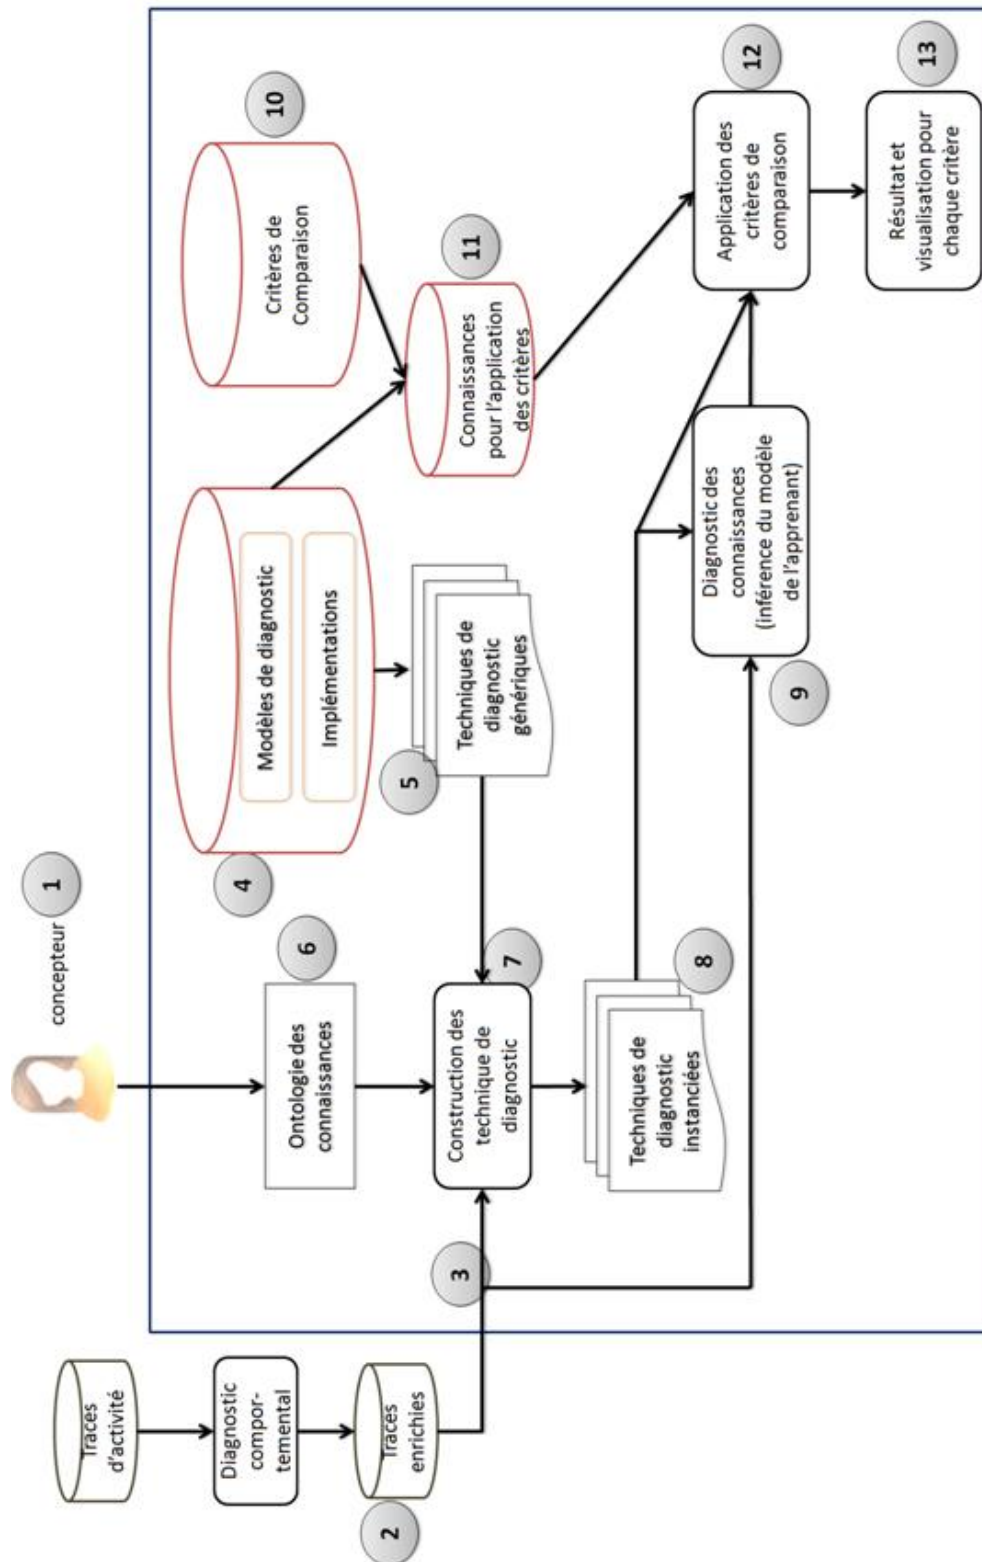 Traces
d'activité
Diagnostic
compor-
temental
Traces
enrichies
2
3
1
concepteur
Ontologie des
connaissances
6
Construction des
technique de
diagnostic
7
Techniques de
diagnostic
instanciées
8
4
Modèles de diagnostic
Implémentations
5
Techniques de
diagnostic
génériques
9
Diagnostic des
connaissances
(inférence du modèle
de l'apprenant)
10
Critères de
Comparaison
11
Connaissances
pour l'application
des critères
12
Application des
critères de
comparaison
13
Résultat et
visualisation pour
chaque critère